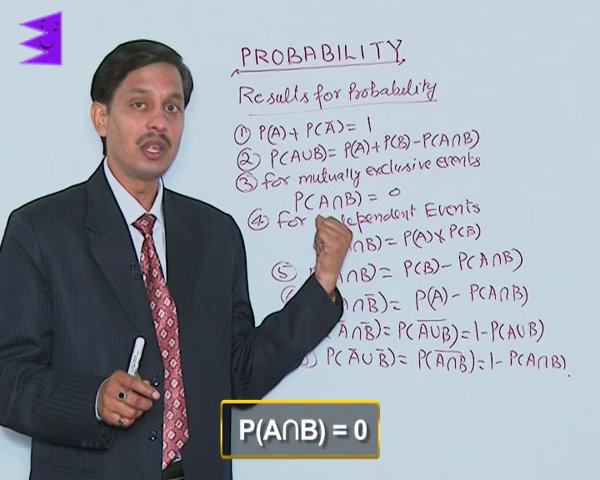 PROBABILITY
Results for Probability
① P(A) + P(Ā) = 1
② P(A∪B) = P(A) + P(B) - P(A∩B)
③ for mutually exclusive events
P(A∩B) = 0
④ for dependent Events
∩B) = P(A) X P(B)
⑤ ∩B) = P(B) - P(A∩B)
∩B̅) = P(A) - P(A∩B)
A̅∩B̅) = P(A̅∪̅B̅) = 1 - P(A∪B)
) P(A̅∪B̅) = P(A̅∩̅B̅) = 1 - P(A∩B).
P(A∩B) = 0